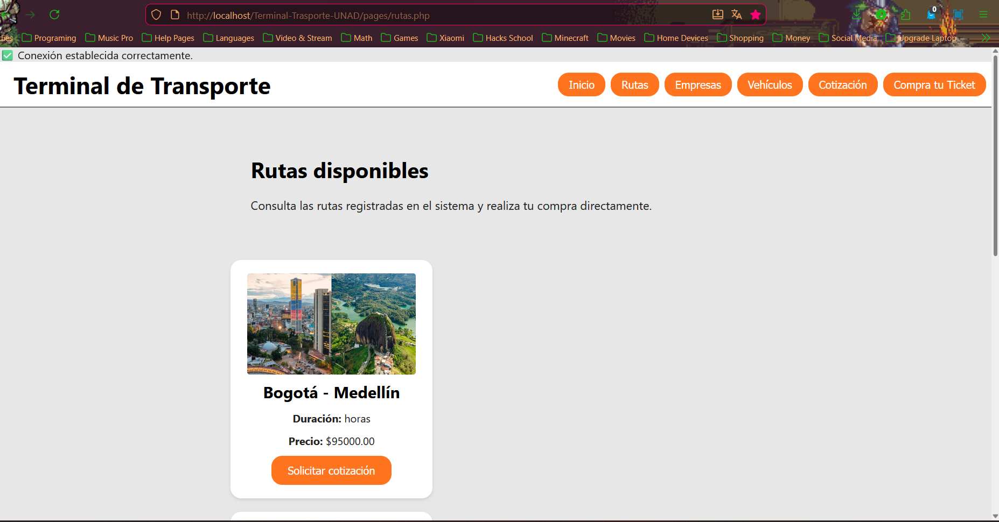 http://localhost/Terminal-Trasporte-UNAD/pages/rutas.php
0
dies Programing Music Pro Help Pages Languages Video & Stream Math Games Xiaomi Hacks School Minecraft Movies Home Devices Shopping Money Social Media Upgrade Laptop
Conexión establecida correctamente.
Terminal de Transporte
Inicio Rutas Empresas Vehículos Cotización Compra tu Ticket
Rutas disponibles
Consulta las rutas registradas en el sistema y realiza tu compra directamente.
Bogotá - Medellín
Duración: horas
Precio: $95000.00
Solicitar cotización